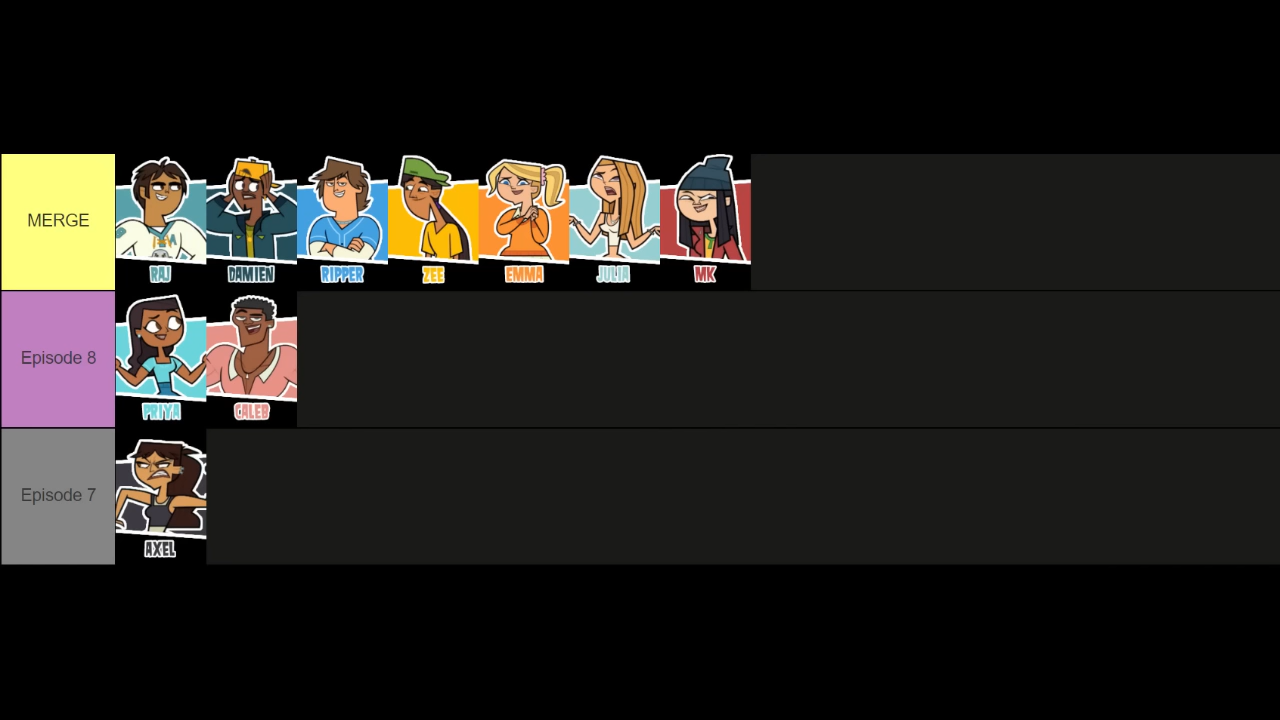 MERGE
RAJ
DAMIEN
RIPPER
ZEE
EMMA
JULIA
MK
Episode 8
PRIYA
CALEB
Episode 7
AXEL